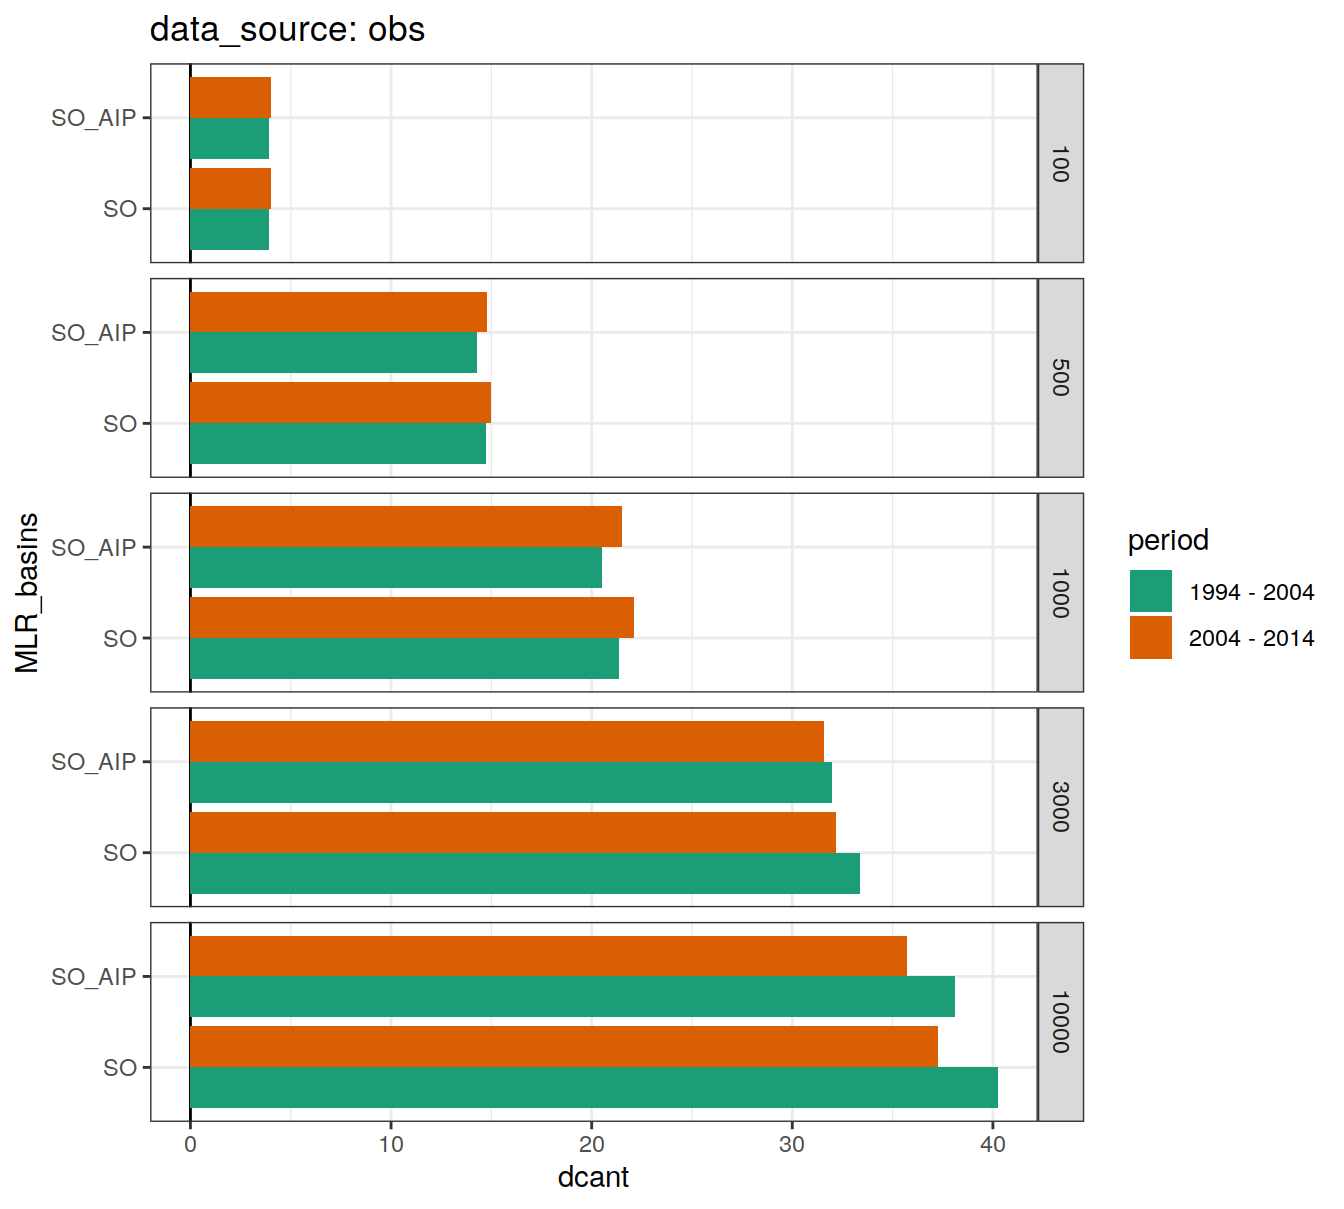 data_source: obs
SO_AIP
SO
100
SO_AIP
SO
500
SO_AIP
SO
1000
SO_AIP
SO
3000
SO_AIP
SO
10000
MLR_basins
0 10 20 30 40
dcant
period
1994 - 2004
2004 - 2014